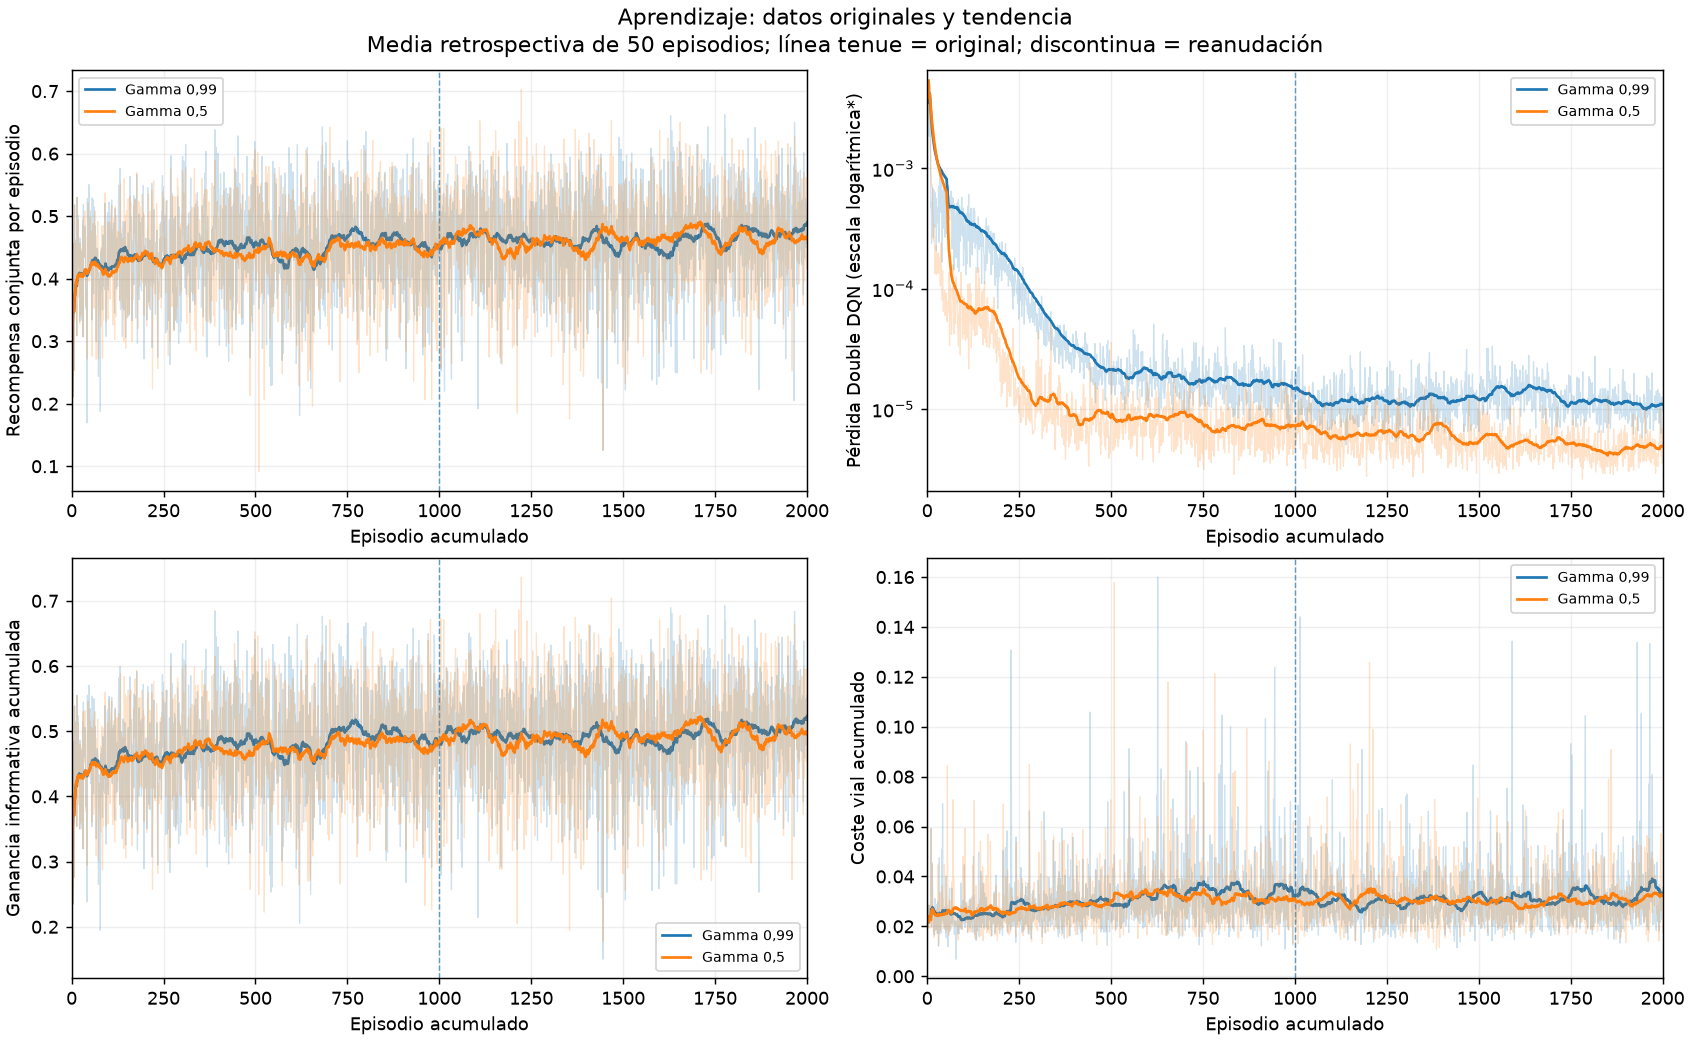 Aprendizaje: datos originales y tendencia
Media retrospectiva de 50 episodios; línea tenue = original; discontinua = reanudación
Recompensa conjunta por episodio
0.7
0.6
0.5
0.4
0.3
0.2
0.1
Gamma 0,99
Gamma 0,5
0 250 500 750 1000 1250 1500 1750 2000
Episodio acumulado
Pérdida Double DQN (escala logarítmica*)
10⁻³
10⁻⁴
10⁻⁵
Gamma 0,99
Gamma 0,5
0 250 500 750 1000 1250 1500 1750 2000
Episodio acumulado
Ganancia informativa acumulada
0.7
0.6
0.5
0.4
0.3
0.2
Gamma 0,99
Gamma 0,5
0 250 500 750 1000 1250 1500 1750 2000
Episodio acumulado
Coste vial acumulado
0.16
0.14
0.12
0.10
0.08
0.06
0.04
0.02
0.00
Gamma 0,99
Gamma 0,5
0 250 500 750 1000 1250 1500 1750 2000
Episodio acumulado